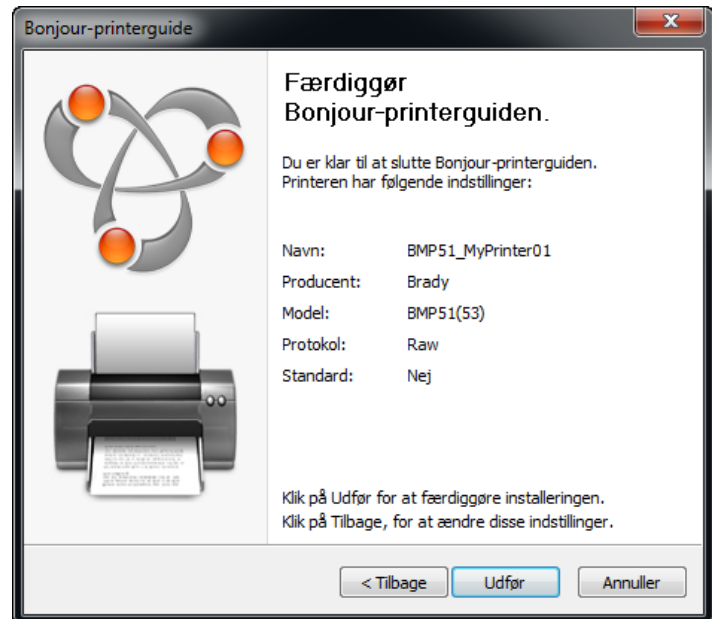 Bonjour-printerguide
Færdiggør
Bonjour-printerguiden.
Du er klar til at slutte Bonjour-printerguiden.
Printeren har følgende indstillinger:
Navn: BMP51_MyPrinter01
Producent: Brady
Model: BMP51(53)
Protokol: Raw
Standard: Nej
Klik på Udfør for at færdiggøre installeringen.
Klik på Tilbage, for at ændre disse indstillinger.
< Tilbage Udfør Annuller